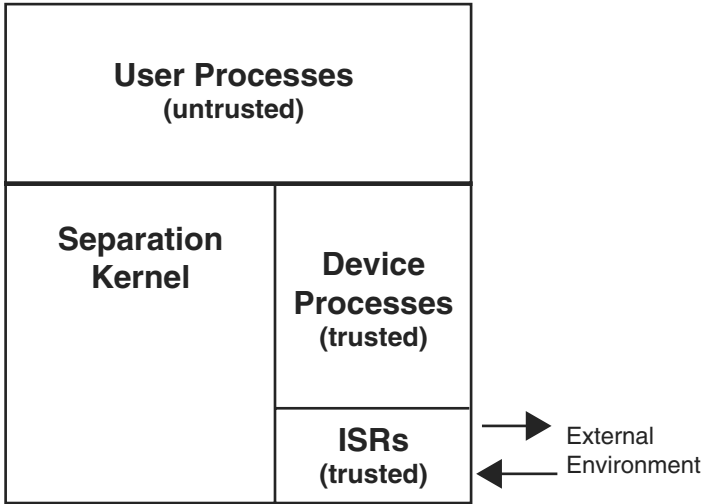 User Processes
(untrusted)
Separation
Kernel
Device
Processes
(trusted)
ISRs
(trusted)
External
Environment